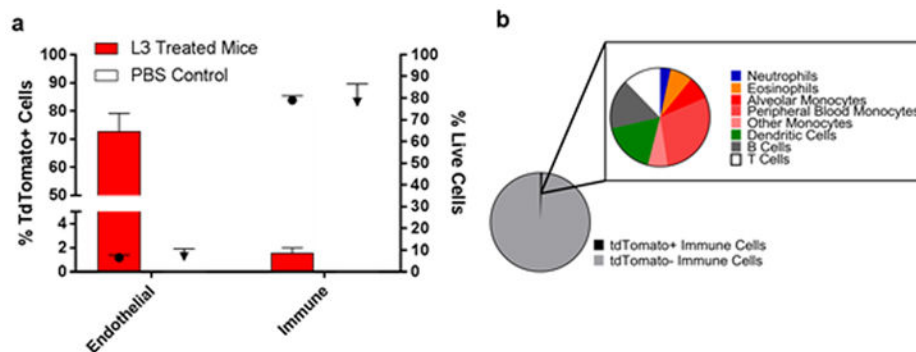 a
L3 Treated Mice
PBS Control
% TdTomato+ Cells
100
90
80
70
60
50
4
2
0
100
90
80
70
60
50
40
30
20
10
0
% Live Cells
Endothelial
Immune
b
Neutrophils
Eosinophils
Alveolar Monocytes
Peripheral Blood Monocytes
Other Monocytes
Dendritic Cells
B Cells
T Cells
tdTomato+ Immune Cells
tdTomato- Immune Cells